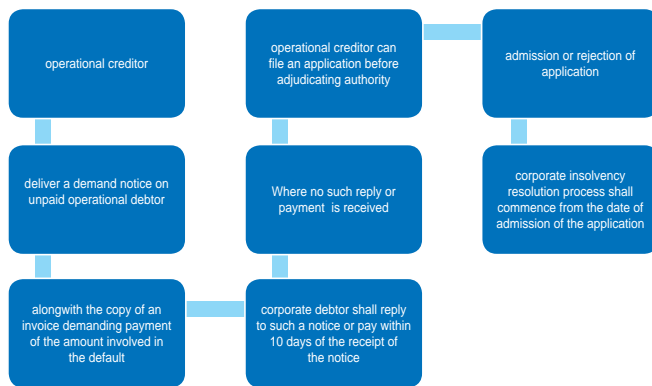 operational creditor
deliver a demand notice on
unpaid operational debtor
alongwith the copy of an
invoice demanding payment
of the amount involved in
the default
corporate debtor shall reply
to such a notice or pay within
10 days of the receipt of
the notice
Where no such reply or
payment is received
operational creditor can
file an application before
adjudicating authority
admission or rejection of
application
corporate insolvency
resolution process shall
commence from the date of
admission of the application